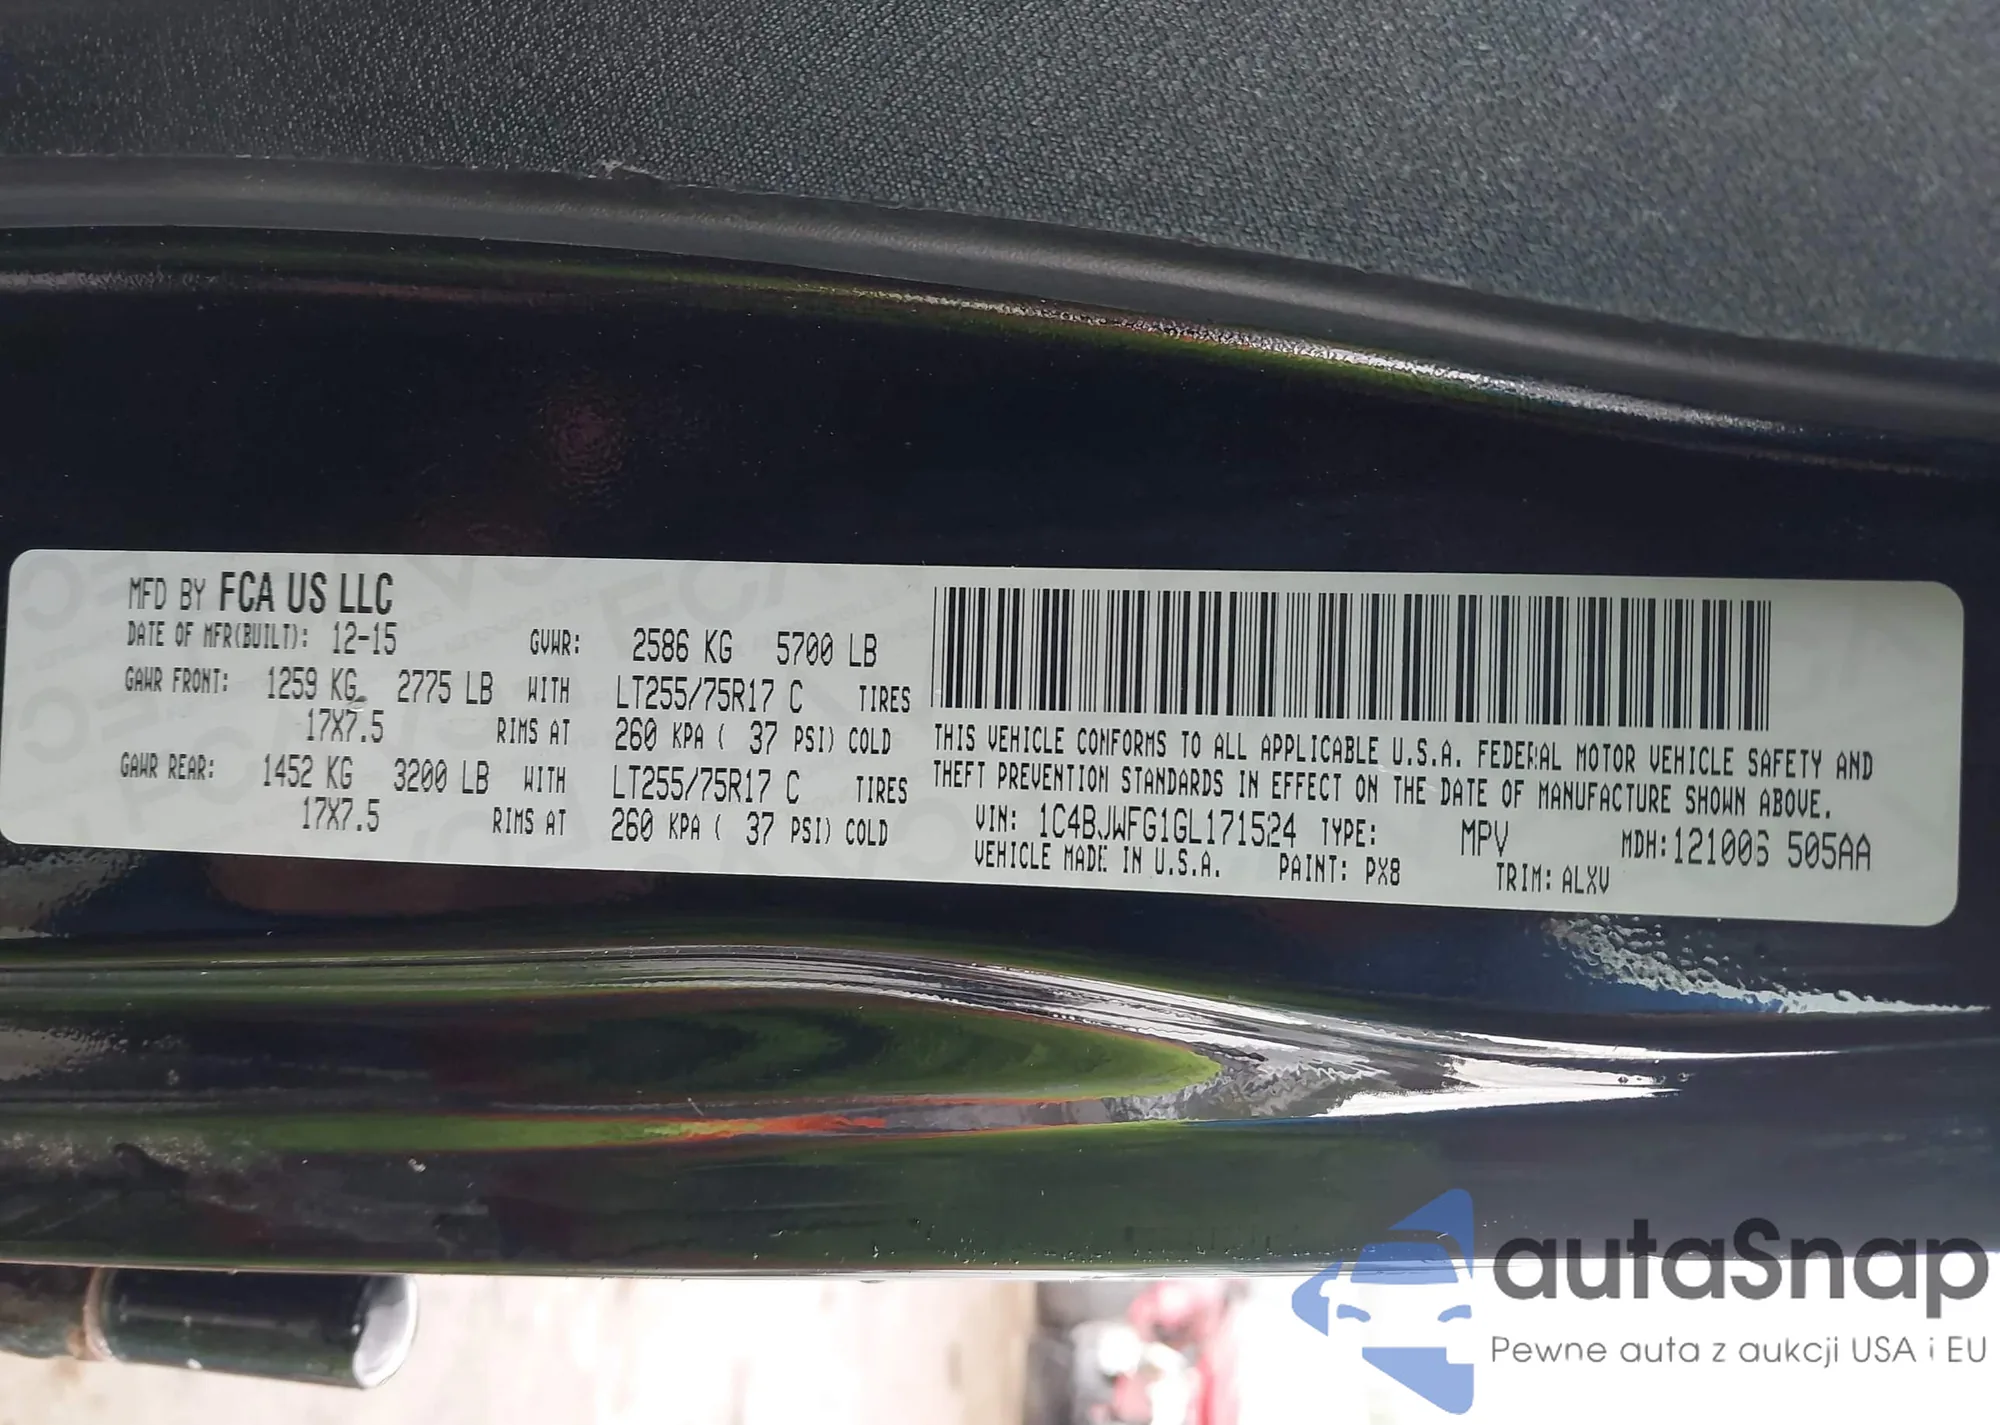 MFD BY FCA US LLC
DATE OF MFR(BUILT): 12-15 GVWR: 2586 KG 5700 LB
GAWR FRONT: 1259 KG 2775 LB WITH LT255/75R17 C TIRES
17X7.5 RIMS AT 260 KPA ( 37 PSI) COLD
GAWR REAR: 1452 KG 3200 LB WITH LT255/75R17 C TIRES
17X7.5 RIMS AT 260 KPA ( 37 PSI) COLD
THIS VEHICLE CONFORMS TO ALL APPLICABLE U.S.A. FEDERAL MOTOR VEHICLE SAFETY AND
THEFT PREVENTION STANDARDS IN EFFECT ON THE DATE OF MANUFACTURE SHOWN ABOVE.
VIN: 1C4BJWFG1GL171524 TYPE: MPV MDH:121006 505AA
VEHICLE MADE IN U.S.A. PAINT: PX8 TRIM: ALXV
autaSnap
Pewne auta z aukcji USA i EU